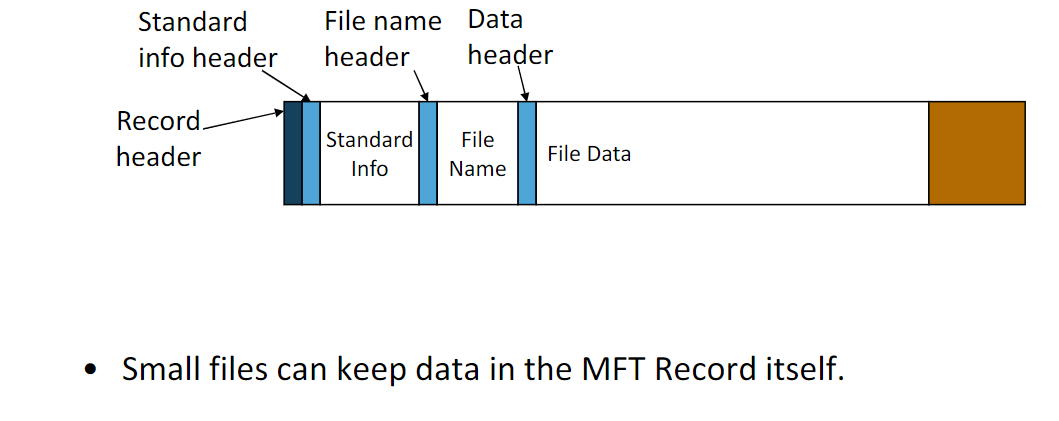 Standard
info header
File name
header
Data
header
Record
header
Standard
Info
File
Name
File Data
• Small files can keep data in the MFT Record itself.